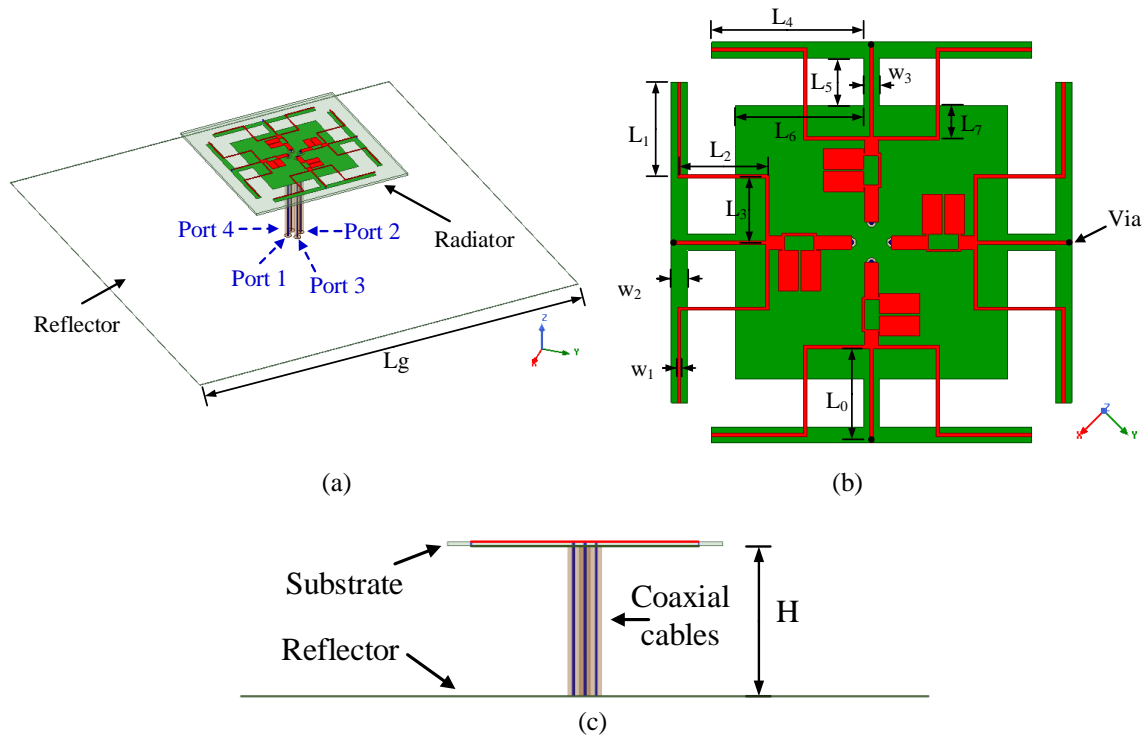 Port 4
Port 2
Port 1
Port 3
Radiator
Reflector
Lg
Z
X
Y
(a)
L4
L5
w3
L1
L6
L7
L2
L3
Via
w2
w1
L0
Z
X
Y
(b)
Substrate
Coaxial
cables
H
Reflector
(c)